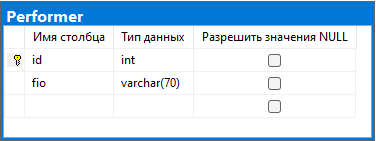 Performer
Имя столбца Тип данных Разрешить значения NULL
id int
fio varchar(70)